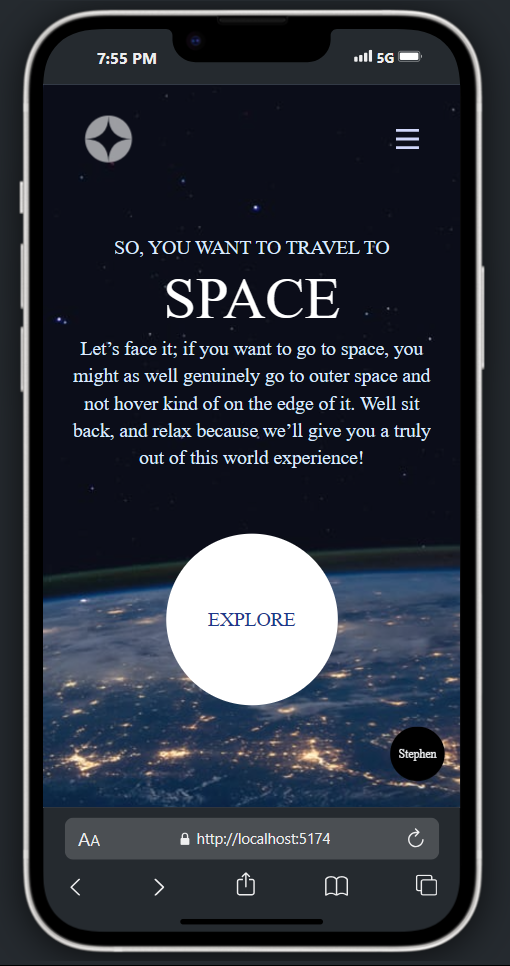 7:55 PM
5G
SO, YOU WANT TO TRAVEL TO
SPACE
Let’s face it; if you want to go to space, you
might as well genuinely go to outer space and
not hover kind of on the edge of it. Well sit
back, and relax because we’ll give you a truly
out of this world experience!
EXPLORE
Stephen
AA
http://localhost:5174